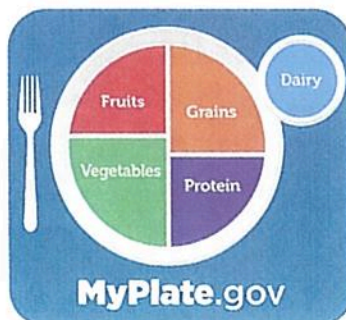 Dairy
Fruits
Grains
Vegetables
Protein
MyPlate.gov